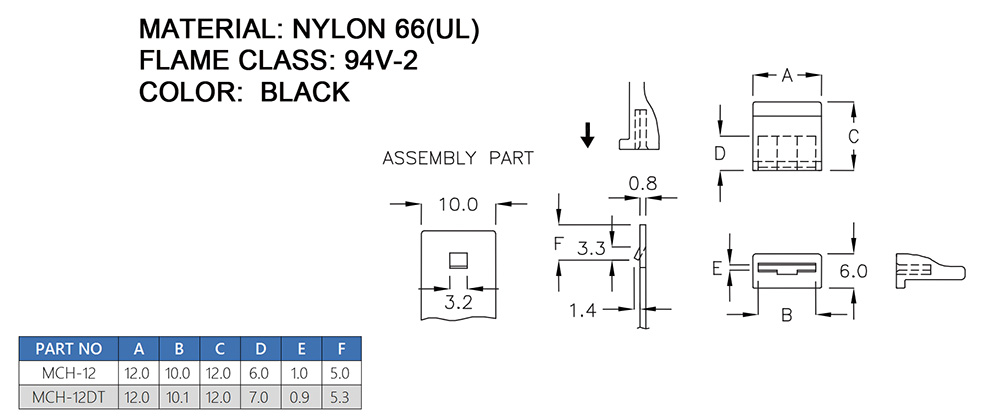 MATERIAL: NYLON 66(UL)
FLAME CLASS: 94V-2
COLOR: BLACK
ASSEMBLY PART
10.0
3.2
0.8
F
3.3
1.4
A
C
D
E
6.0
B
PART NO A B C D E F
MCH-12 12.0 10.0 12.0 6.0 1.0 5.0
MCH-12DT 12.0 10.1 12.0 7.0 0.9 5.3